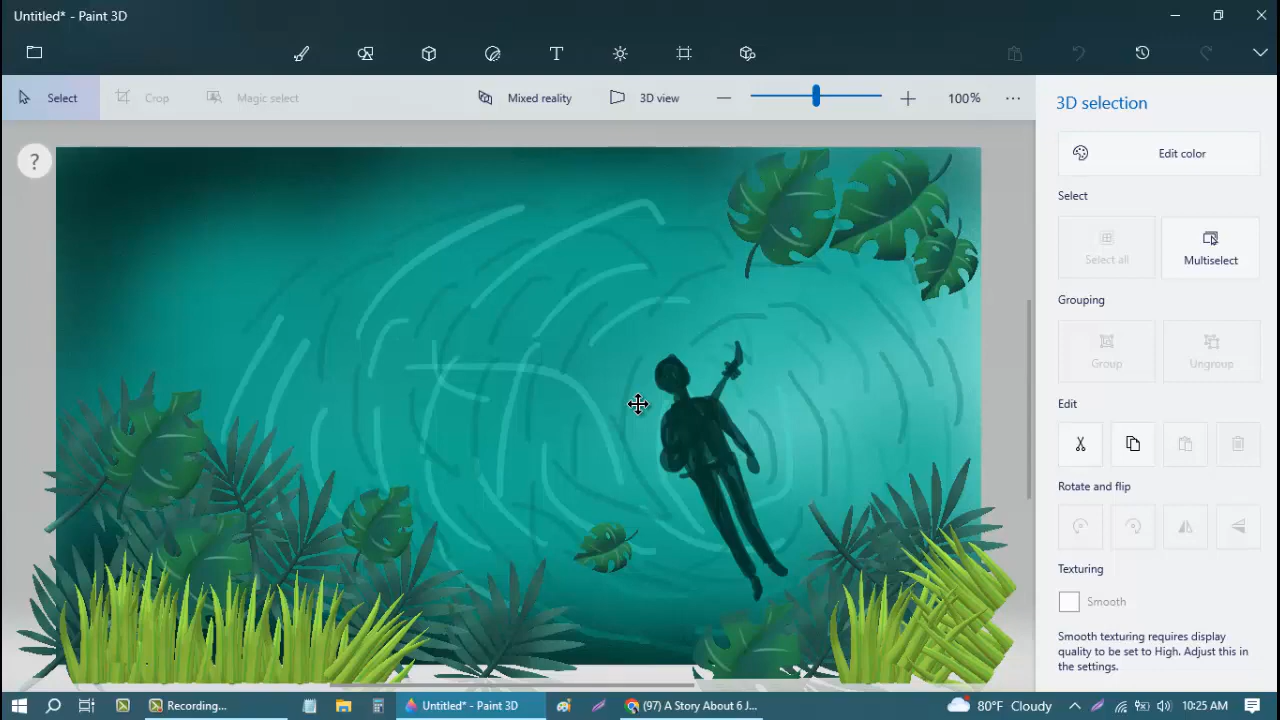 Untitled* - Paint 3D
Select
Crop
Magic select
Mixed reality
3D view
100%
3D selection
?
Edit color
Select
Select all
Multiselect
Grouping
Group
Ungroup
Edit
Rotate and flip
Texturing
Smooth
Smooth texturing requires display
quality to be set to High. Adjust this in
the settings.
Recording...
Untitled* - Paint 3D
(97) A Story About 6 J...
80°F Cloudy
10:25 AM